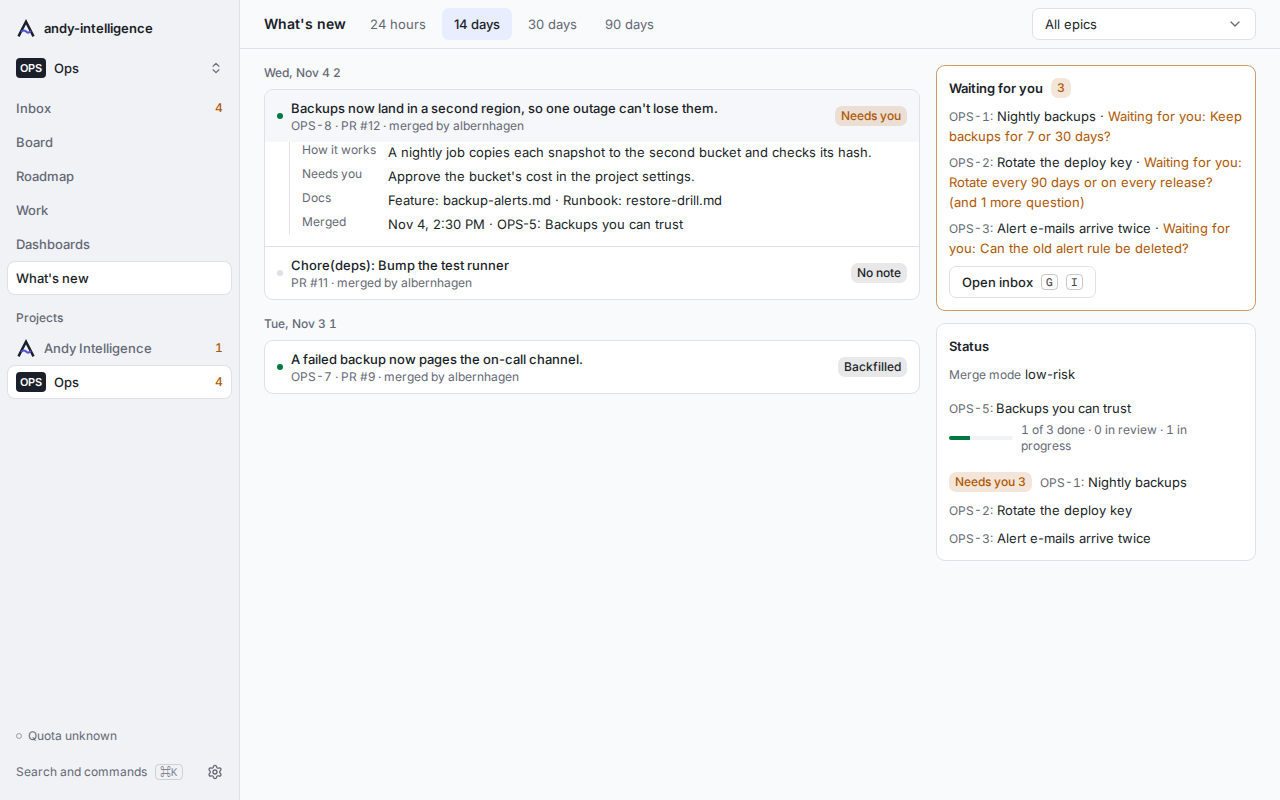 andy-intelligence
OPS Ops
Inbox 4
Board
Roadmap
Work
Dashboards
What's new
Projects
Andy Intelligence 1
OPS Ops 4
Quota unknown
Search and commands ⌘K
What's new 24 hours 14 days 30 days 90 days All epics
Wed, Nov 4 2
Backups now land in a second region, so one outage can't lose them.
OPS-8 · PR #12 · merged by albernhagen
Needs you
How it works A nightly job copies each snapshot to the second bucket and checks its hash.
Needs you Approve the bucket's cost in the project settings.
Docs Feature: backup-alerts.md · Runbook: restore-drill.md
Merged Nov 4, 2:30 PM · OPS-5: Backups you can trust
Chore(deps): Bump the test runner
PR #11 · merged by albernhagen
No note
Tue, Nov 3 1
A failed backup now pages the on-call channel.
OPS-7 · PR #9 · merged by albernhagen
Backfilled
Waiting for you 3
OPS-1: Nightly backups · Waiting for you: Keep
backups for 7 or 30 days?
OPS-2: Rotate the deploy key · Waiting for you:
Rotate every 90 days or on every release?
(and 1 more question)
OPS-3: Alert e-mails arrive twice · Waiting for
you: Can the old alert rule be deleted?
Open inbox G I
Status
Merge mode low-risk
OPS-5: Backups you can trust
1 of 3 done · 0 in review · 1 in
progress
Needs you 3 OPS-1: Nightly backups
OPS-2: Rotate the deploy key
OPS-3: Alert e-mails arrive twice